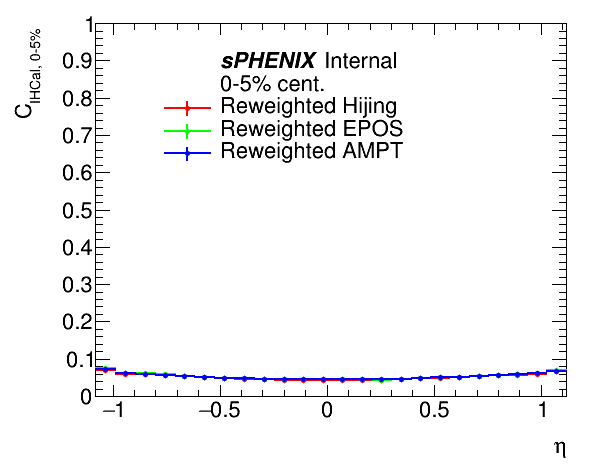 C_IHCal, 0-5%
1
0.9
0.8
0.7
0.6
0.5
0.4
0.3
0.2
0.1
0
sPHENIX Internal
0-5% cent.
Reweighted Hijing
Reweighted EPOS
Reweighted AMPT
−1 −0.5 0 0.5 1
η